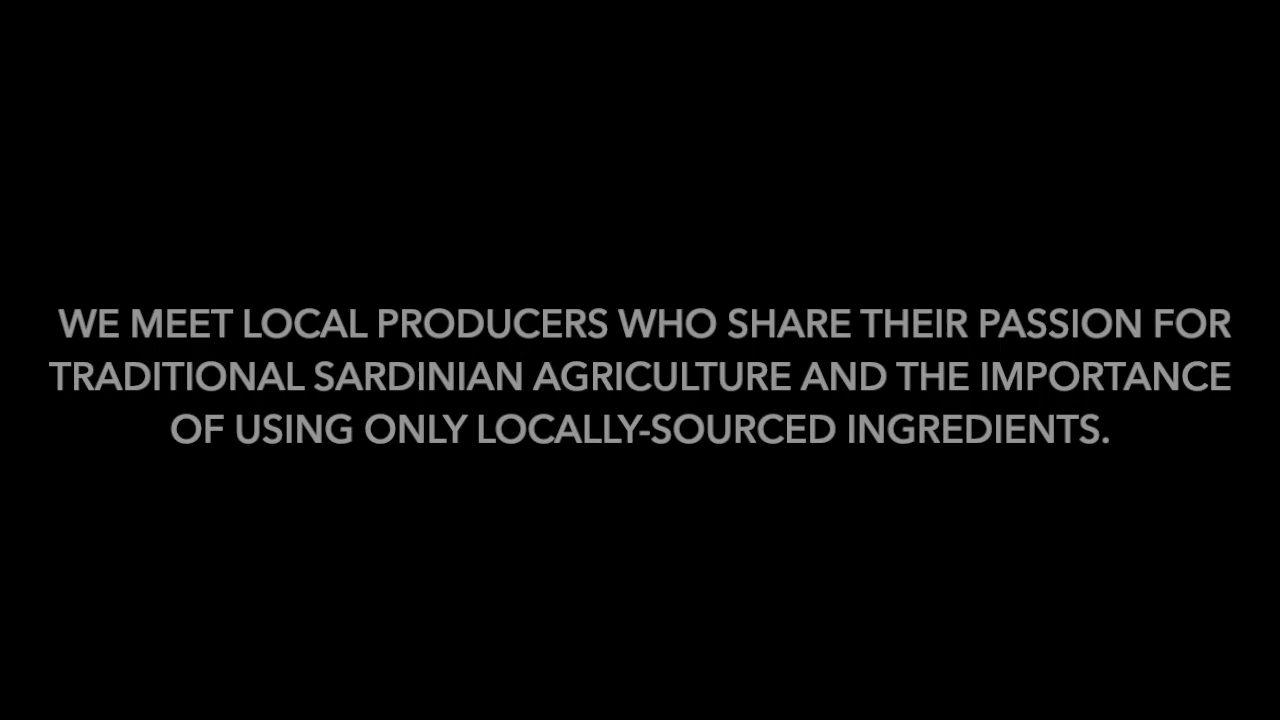 WE MEET LOCAL PRODUCERS WHO SHARE THEIR PASSION FOR
TRADITIONAL SARDINIAN AGRICULTURE AND THE IMPORTANCE
OF USING ONLY LOCALLY-SOURCED INGREDIENTS.